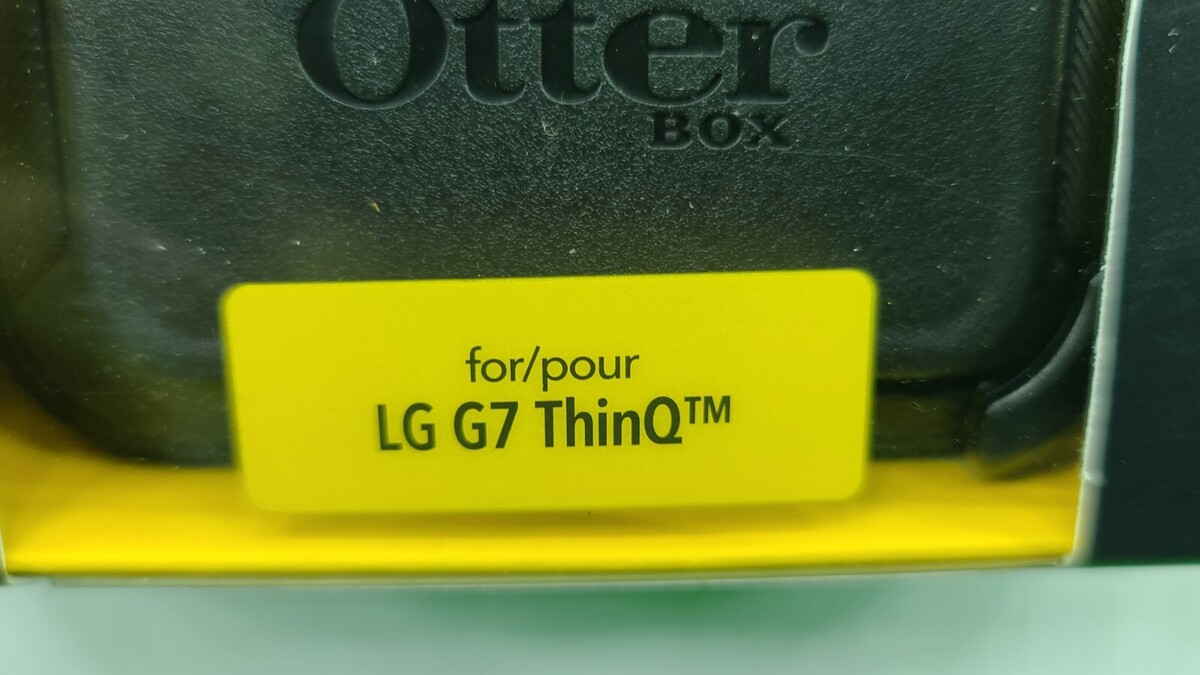 Otter
BOX
for/pour
LG G7 ThinQ™